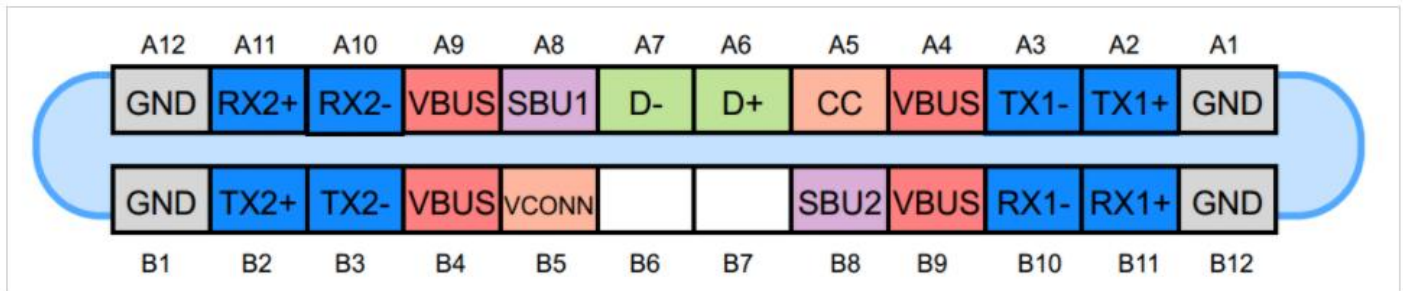 A12 A11 A10 A9 A8 A7 A6 A5 A4 A3 A2 A1
GND RX2+ RX2- VBUS SBU1 D- D+ CC VBUS TX1- TX1+ GND
GND TX2+ TX2- VBUS VCONN SBU2 VBUS RX1- RX1+ GND
B1 B2 B3 B4 B5 B6 B7 B8 B9 B10 B11 B12